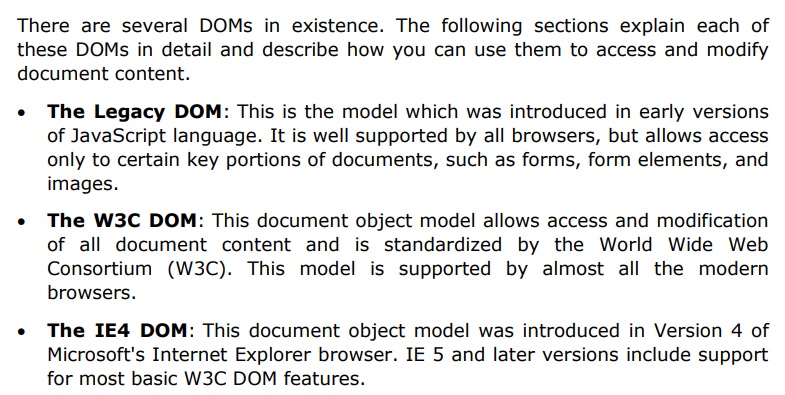 There are several DOMs in existence. The following sections explain each of
these DOMs in detail and describe how you can use them to access and modify
document content.
• The Legacy DOM: This is the model which was introduced in early versions
of JavaScript language. It is well supported by all browsers, but allows access
only to certain key portions of documents, such as forms, form elements, and
images.
• The W3C DOM: This document object model allows access and modification
of all document content and is standardized by the World Wide Web
Consortium (W3C). This model is supported by almost all the modern
browsers.
• The IE4 DOM: This document object model was introduced in Version 4 of
Microsoft's Internet Explorer browser. IE 5 and later versions include support
for most basic W3C DOM features.